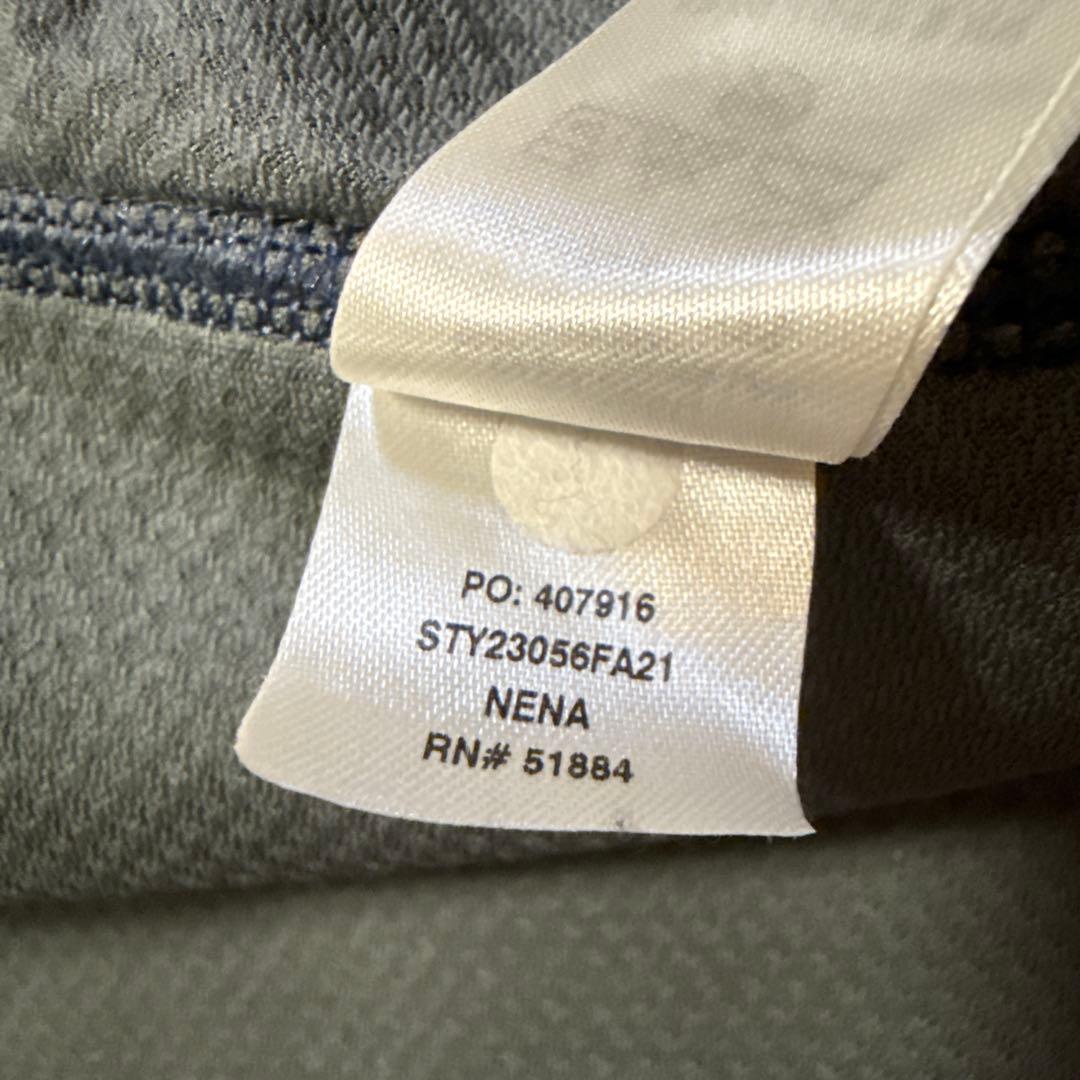 PO: 407916
STY23056FA21
NENA
RN# 51884